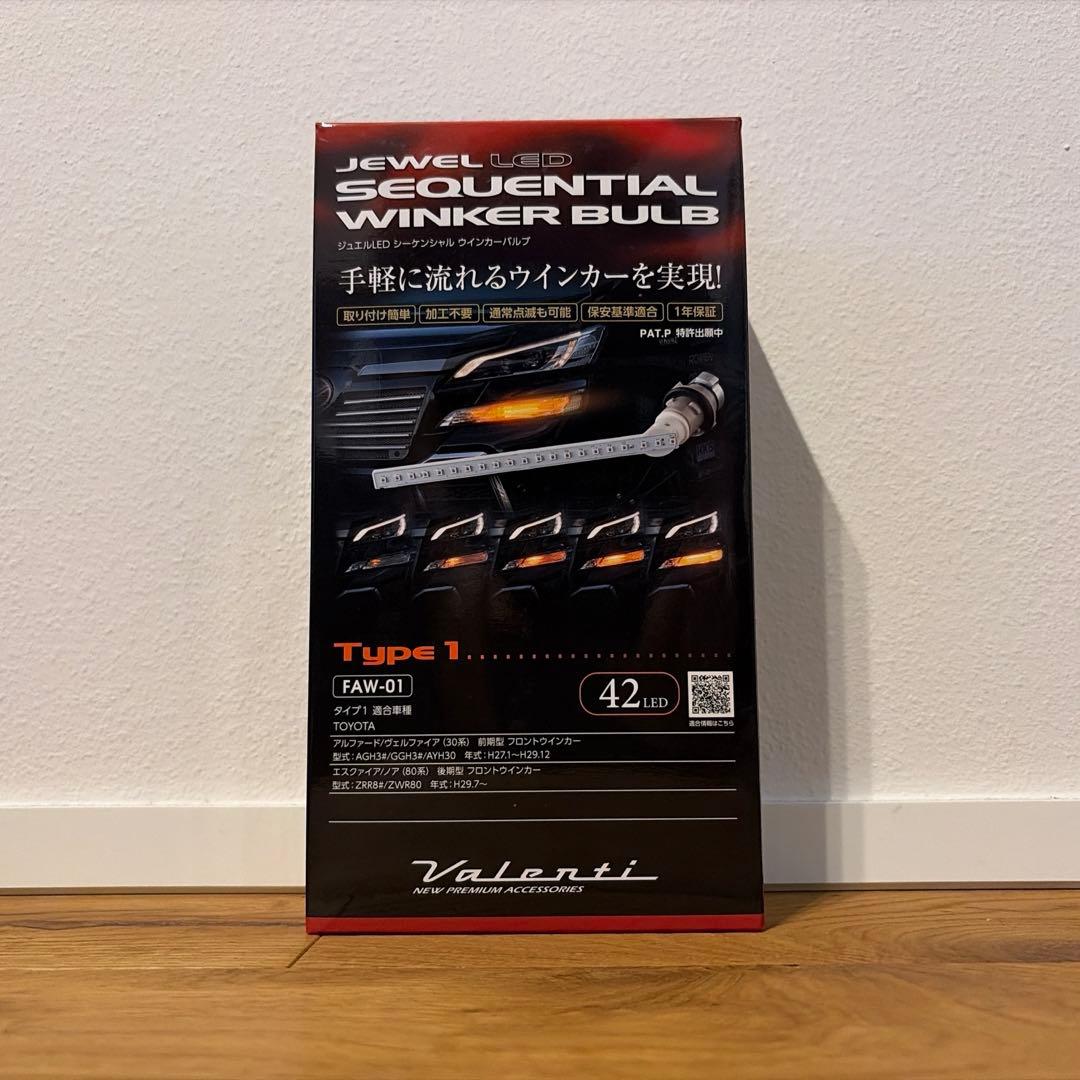 JEWEL LED
SEQUENTIAL
WINKER BULB
ジュエルLED シーケンシャル ウインカーバルブ
手軽に流れるウインカーを実現!
取り付け簡単 加工不要 通常点滅も可能 保安基準適合 1年保証
PAT.P 特許出願中
Type 1
FAW-01
42LED
適合情報はこちら
タイプ1 適合車種
TOYOTA
アルファード/ヴェルファイア (30系) 前期型 フロントウインカー
型式：AGH3#/GGH3#/AYH30 年式：H27.1～H29.12
エスクァイア/ノア (80系) 後期型 フロントウインカー
型式：ZRR8#/ZWR80 年式：H29.7～
Valenti
NEW PREMIUM ACCESSORIES